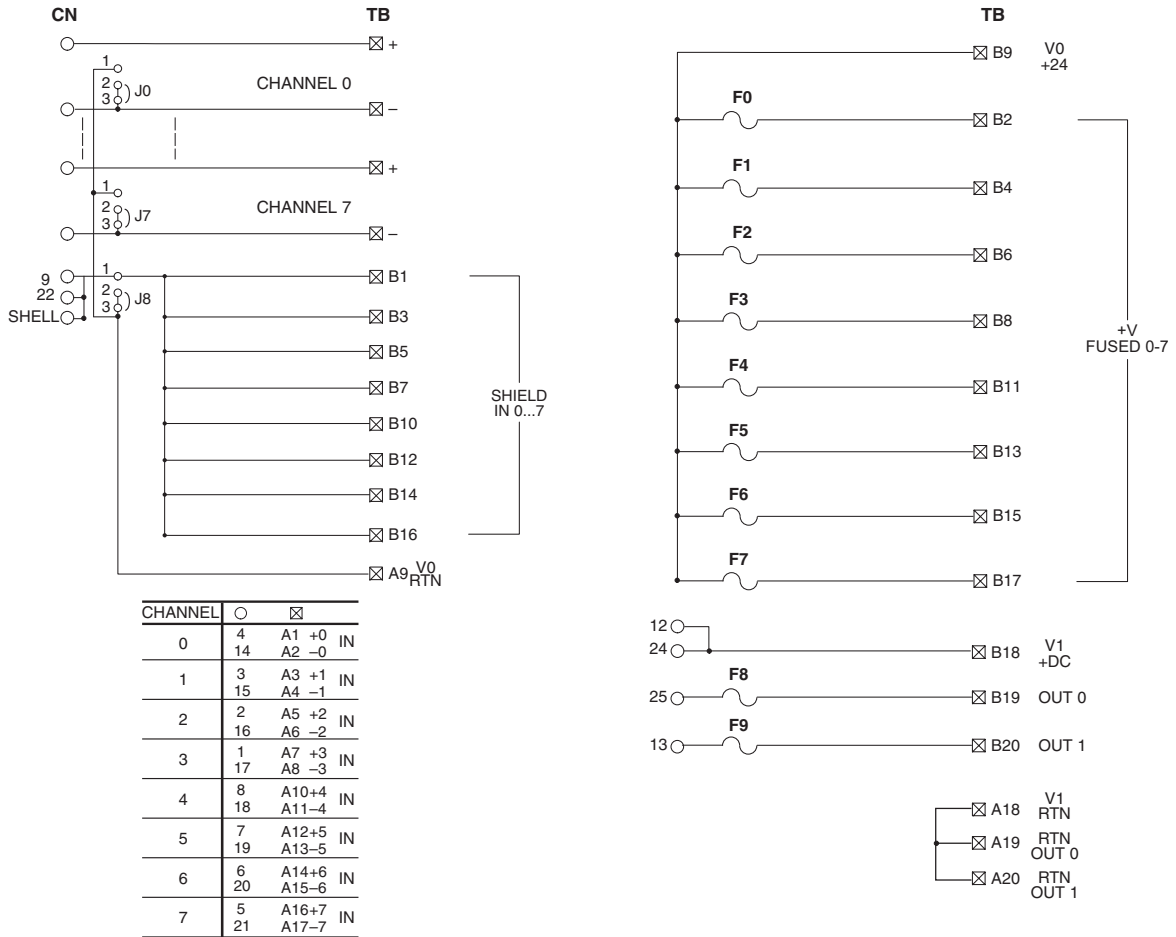 CN TB
+
1
2
3 J0
CHANNEL 0
–
+
1
2
3 J7
CHANNEL 7
–
9
22
SHELL
1
2
3 J8
B1
B3
B5
B7
B10
B12
B14
B16
SHIELD
IN 0...7
A9 V0
RTN
CHANNEL
0 4 A1 +0 IN
14 A2 –0
1 3 A3 +1 IN
15 A4 –1
2 2 A5 +2 IN
16 A6 –2
3 1 A7 +3 IN
17 A8 –3
4 8 A10+4 IN
18 A11–4
5 7 A12+5 IN
19 A13–5
6 6 A14+6 IN
20 A15–6
7 5 A16+7 IN
21 A17–7
TB
B9 V0
+24
F0
B2
F1
B4
F2
B6
F3
B8
F4
B11
F5
B13
F6
B15
F7
B17
+V
FUSED 0-7
12
24
B18 V1
+DC
F8
25 B19 OUT 0
F9
13 B20 OUT 1
A18 V1
RTN
A19 RTN
OUT 0
A20 RTN
OUT 1